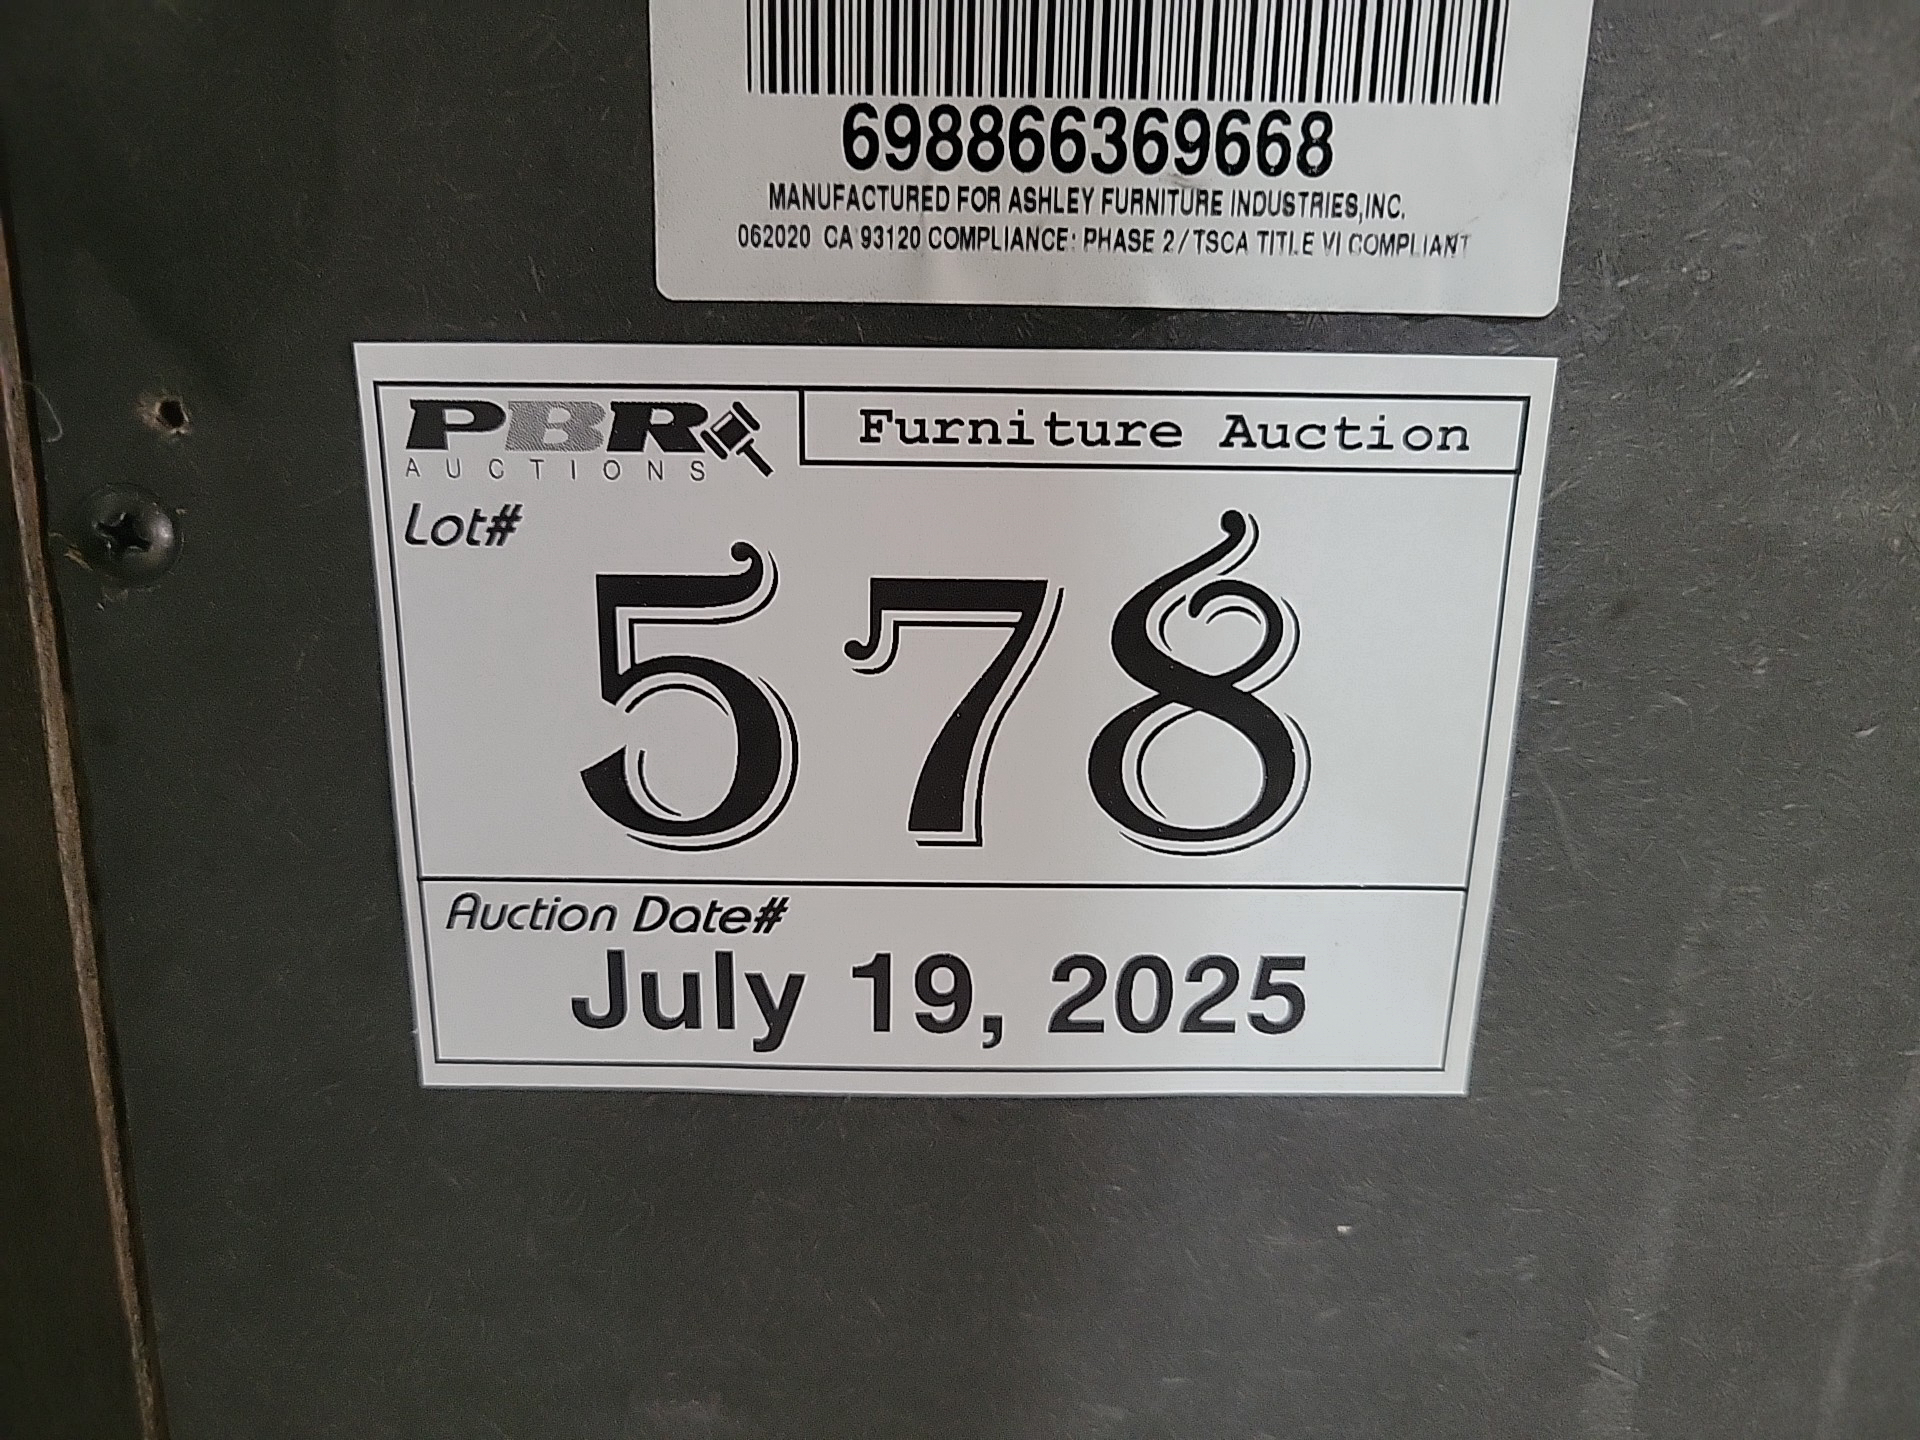 698866369668
MANUFACTURED FOR ASHLEY FURNITURE INDUSTRIES,INC.
062020 CA 93120 COMPLIANCE: PHASE 2/TSCA TITLE VI COMPLIANT
PBR
AUCTIONS
Furniture Auction
Lot#
578
Auction Date#
July 19, 2025